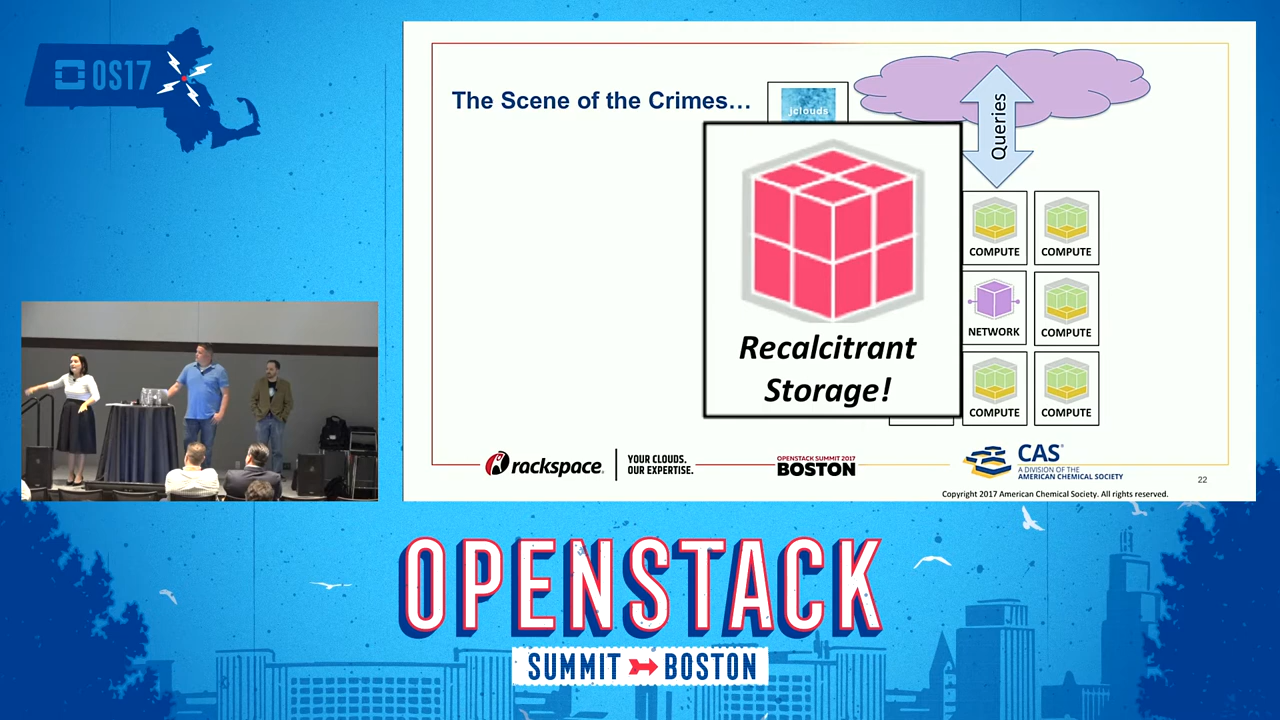 OS17
The Scene of the Crimes…
jclouds
Queries
Recalcitrant
Storage!
COMPUTE
COMPUTE
NETWORK
COMPUTE
COMPUTE
COMPUTE
rackspace®
YOUR CLOUDS.
OUR EXPERTISE.
OPENSTACK SUMMIT 2017
BOSTON
CAS®
A DIVISION OF THE
AMERICAN CHEMICAL SOCIETY
22
Copyright 2017 American Chemical Society. All rights reserved.
OPENSTACK
SUMMIT BOSTON